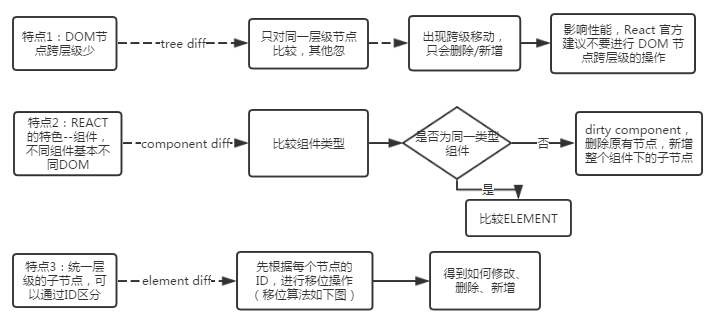 特点1：DOM节
点跨层级少
tree diff
只对同一层级节点
比较，其他忽
出现跨级移动，
只会删除/新增
影响性能，React 官方
建议不要进行 DOM 节
点跨层级的操作
特点2：REACT
的特色--组件，
不同组件基本不
同DOM
component diff
比较组件类型
是否为同一类型
组件
否
dirty component，
删除原有节点，新增
整个组件下的子节点
是
比较ELEMENT
特点3：统一层
级的子节点，可
以通过ID区分
element diff
先根据每个节点的
ID，进行移位操作
（移位算法如下图）
得到如何修改、
删除、新增